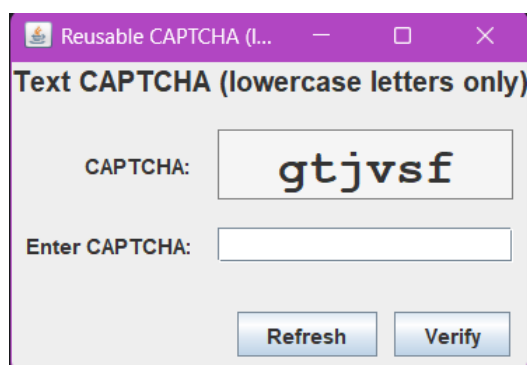 Reusable CAPTCHA (l...
Text CAPTCHA (lowercase letters only)
CAPTCHA: gtjvsf
Enter CAPTCHA:
Refresh Verify